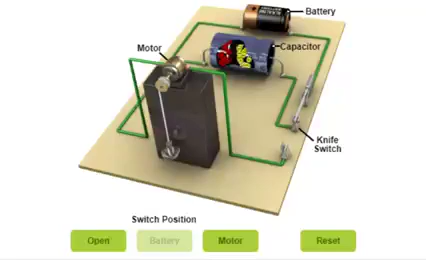 Battery
Motor
Capacitor
Knife
Switch
Switch Position
Open
Battery
Motor
Reset